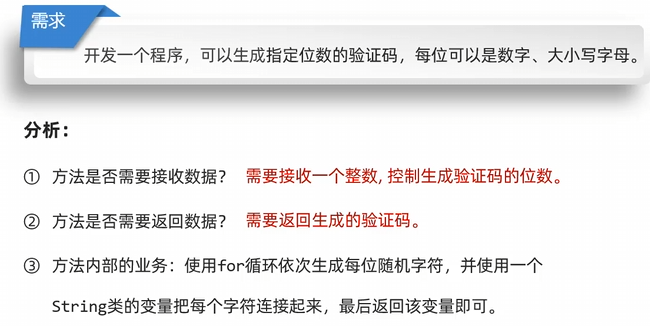 需求
开发一个程序，可以生成指定位数的验证码，每位可以是数字、大小写字母。
分析：
① 方法是否需要接收数据？ 需要接收一个整数, 控制生成验证码的位数。
② 方法是否需要返回数据？ 需要返回生成的验证码。
③ 方法内部的业务：使用for循环依次生成每位随机字符，并使用一个
String类的变量把每个字符连接起来，最后返回该变量即可。